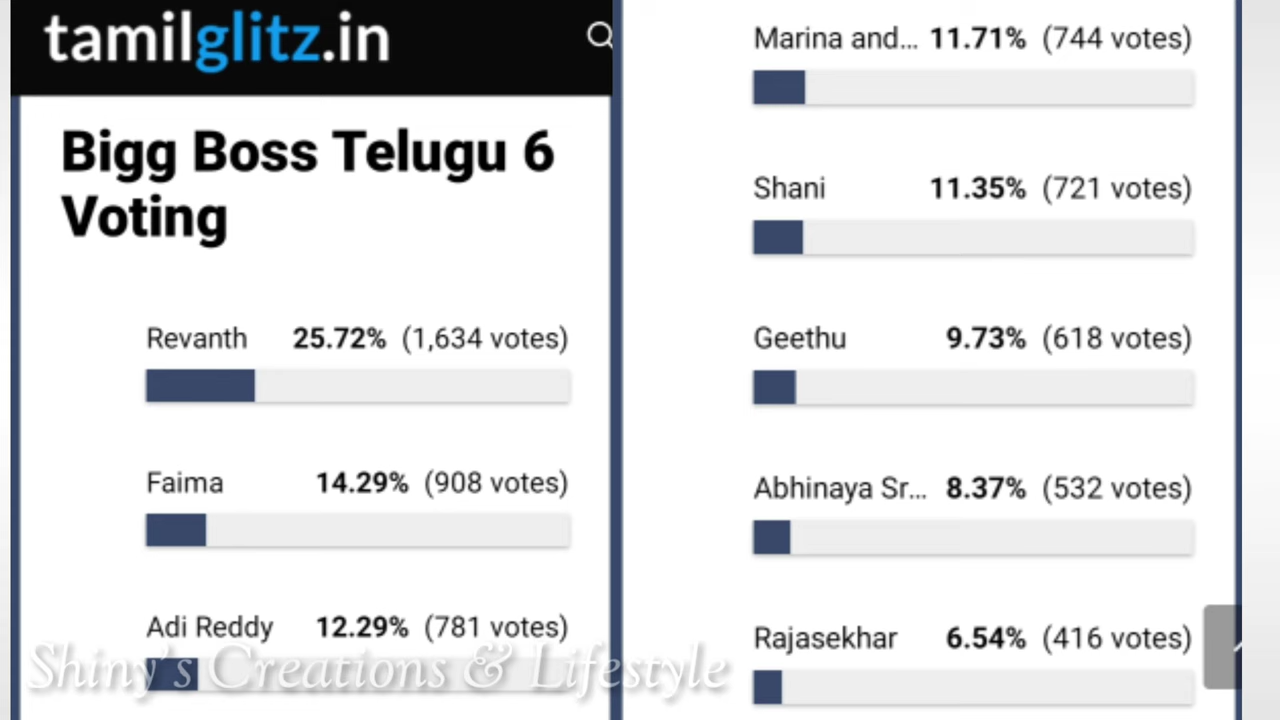 tamilglitz.in
Bigg Boss Telugu 6
Voting
Revanth 25.72% (1,634 votes)
Faima 14.29% (908 votes)
Adi Reddy 12.29% (781 votes)
Marina and... 11.71% (744 votes)
Shani 11.35% (721 votes)
Geethu 9.73% (618 votes)
Abhinaya Sr... 8.37% (532 votes)
Rajasekhar 6.54% (416 votes)
Shiny's Creations & Lifestyle